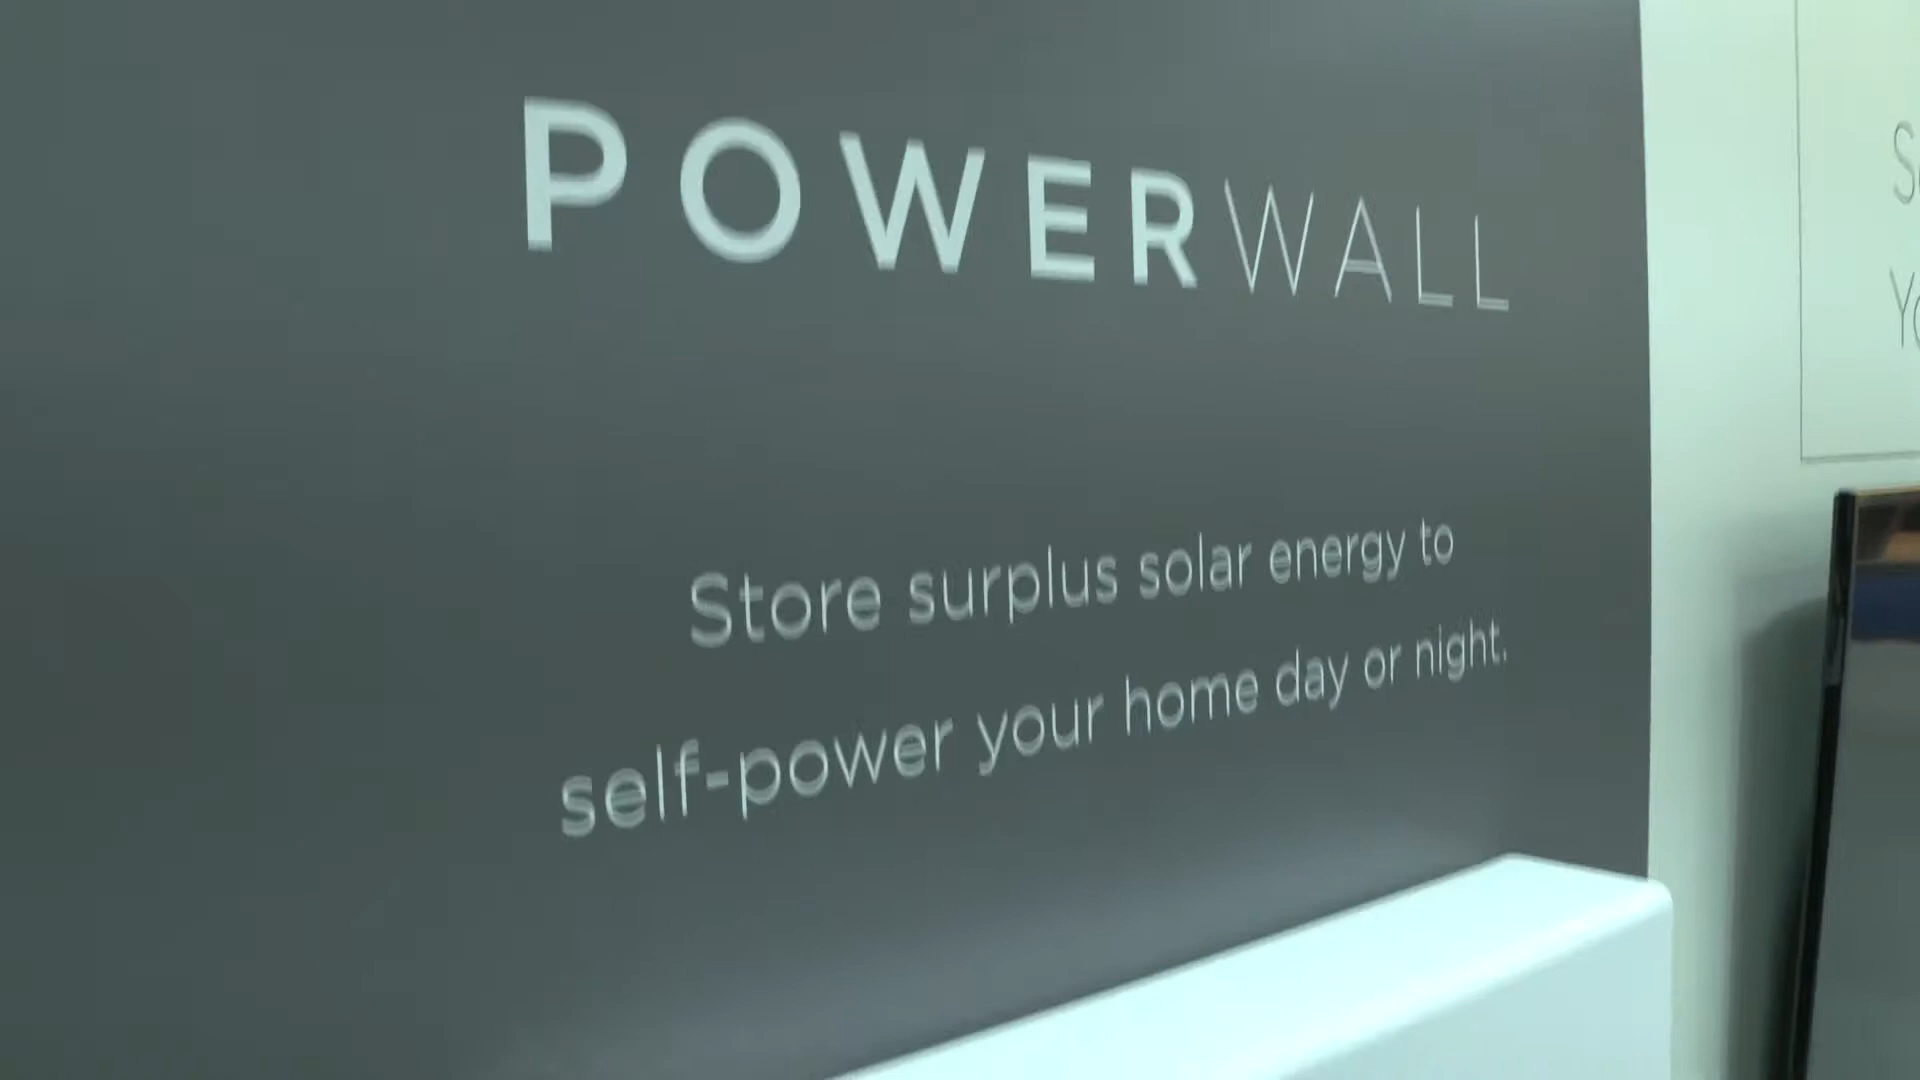 POWERWALL
Store surplus solar energy to
self-power your home day or night.